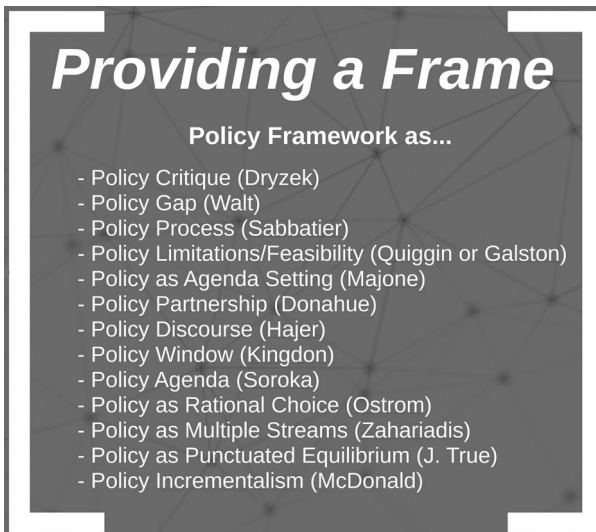 Providing a Frame
Policy Framework as...
- Policy Critique (Dryzek)
- Policy Gap (Walt)
- Policy Process (Sabbatier)
- Policy Limitations/Feasibility (Quiggin or Galston)
- Policy as Agenda Setting (Majone)
- Policy Partnership (Donahue)
- Policy Discourse (Hajer)
- Policy Window (Kingdon)
- Policy Agenda (Soroka)
- Policy as Rational Choice (Ostrom)
- Policy as Multiple Streams (Zahariadis)
- Policy as Punctuated Equilibrium (J. True)
- Policy Incrementalism (McDonald)